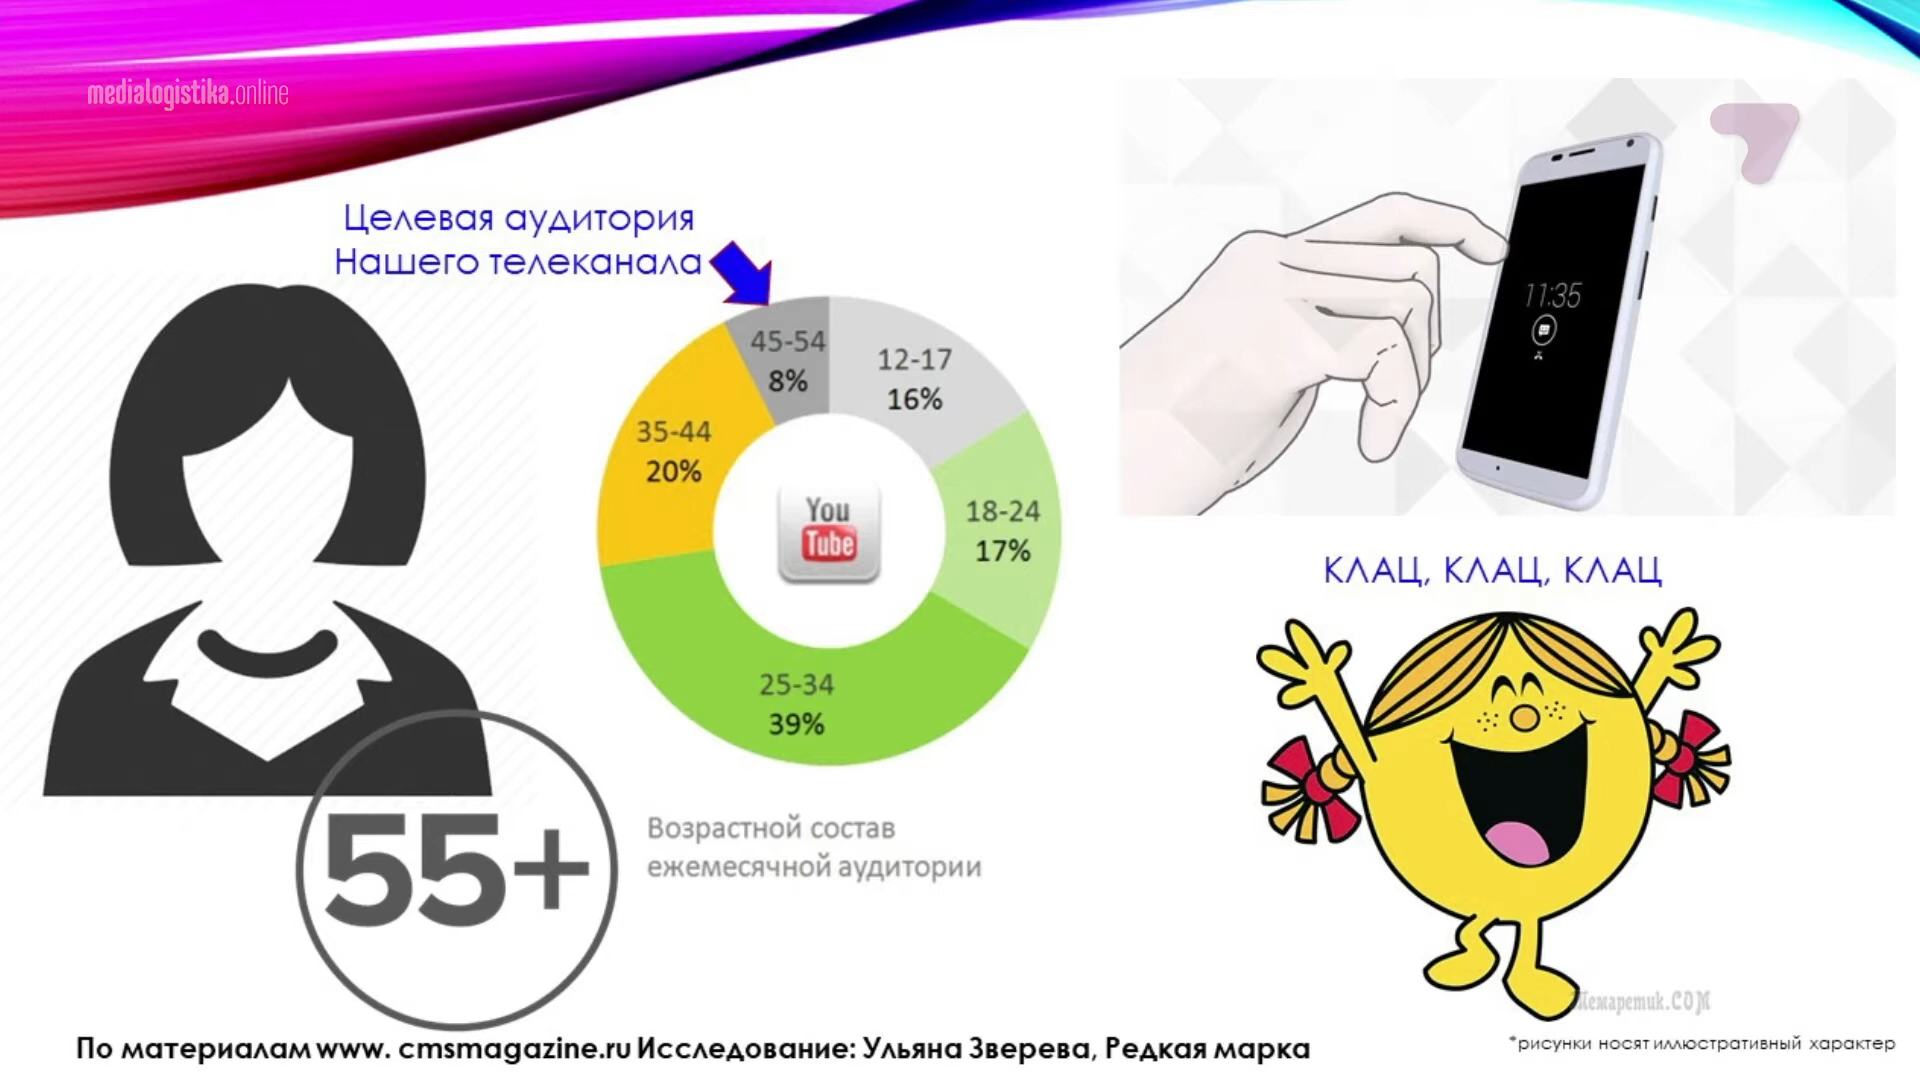 medialogistika.online
Целевая аудитория
Нашего телеканала
45-54
8%
12-17
16%
35-44
20%
18-24
17%
You
Tube
25-34
39%
11:35
КЛАЦ, КЛАЦ, КЛАЦ
55+
Возрастной состав
ежемесячной аудитории
Темаретик.COM
По материалам www. cmsmagazine.ru Исследование: Ульяна Зверева, Редкая марка
*рисунки носят иллюстративный характер